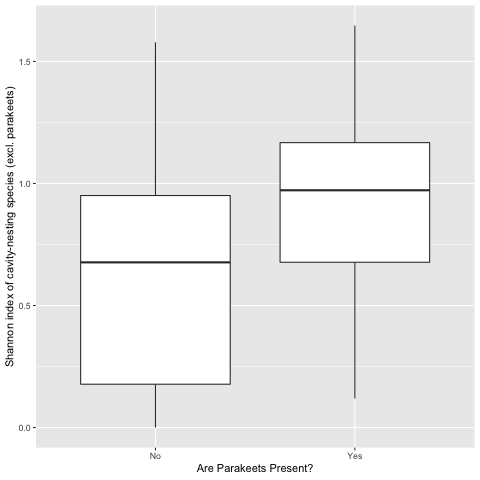 Shannon index of cavity-nesting species (excl. parakeets)
1.5
1.0
0.5
0.0
No
Yes
Are Parakeets Present?